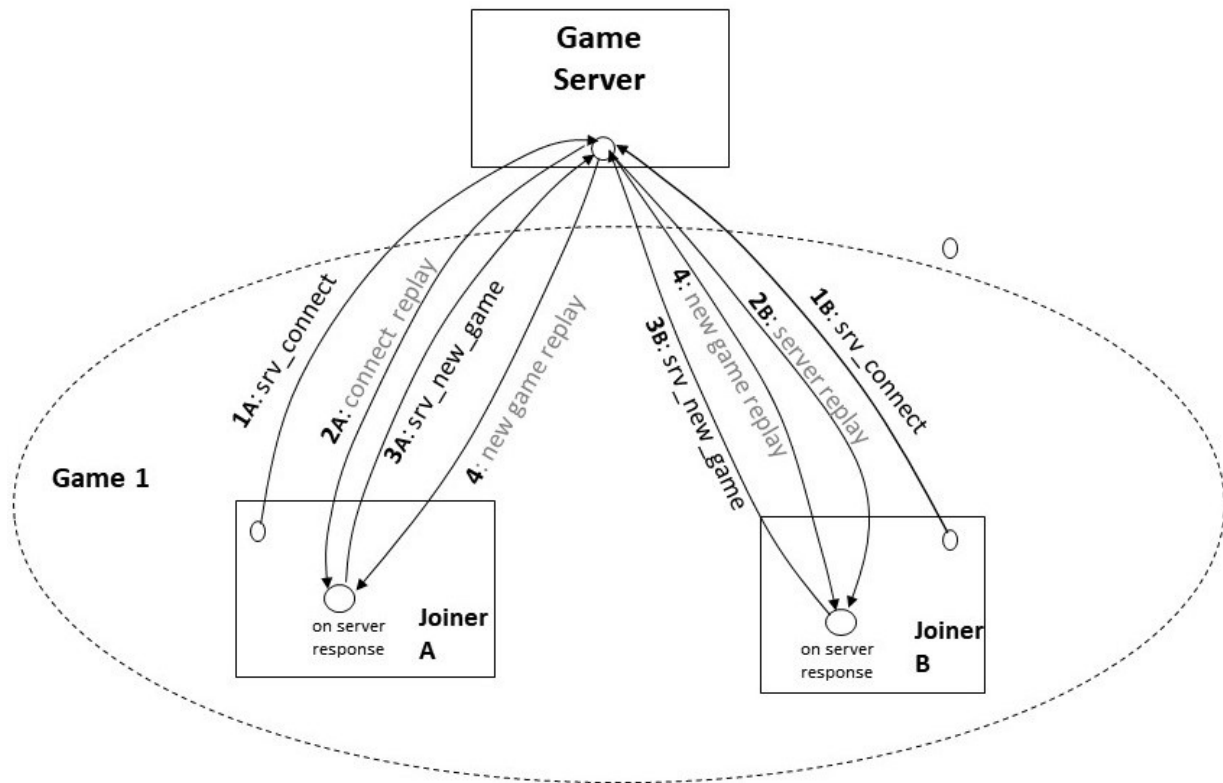 Game
Server
1A: srv_connect
2A: connect replay
3A: srv_new_game
4: new game replay
3B: srv_new_game
4: new game replay
2B: server replay
1B: srv_connect
Game 1
on server
response
Joiner
A
on server
response
Joiner
B